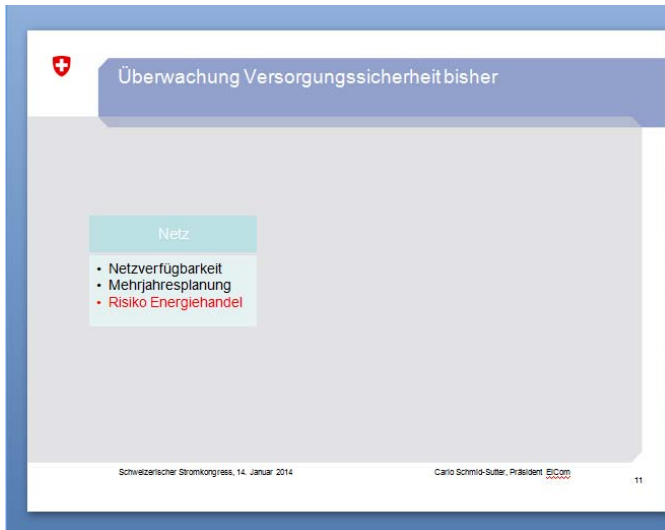 Überwachung Versorgungssicherheit bisher
Netz
• Netzverfügbarkeit
• Mehrjahresplanung
• Risiko Energiehandel
Schweizerischer Stromkongress, 14. Januar 2014
Carlo Schmid-Sutter, Präsident ElCom
11